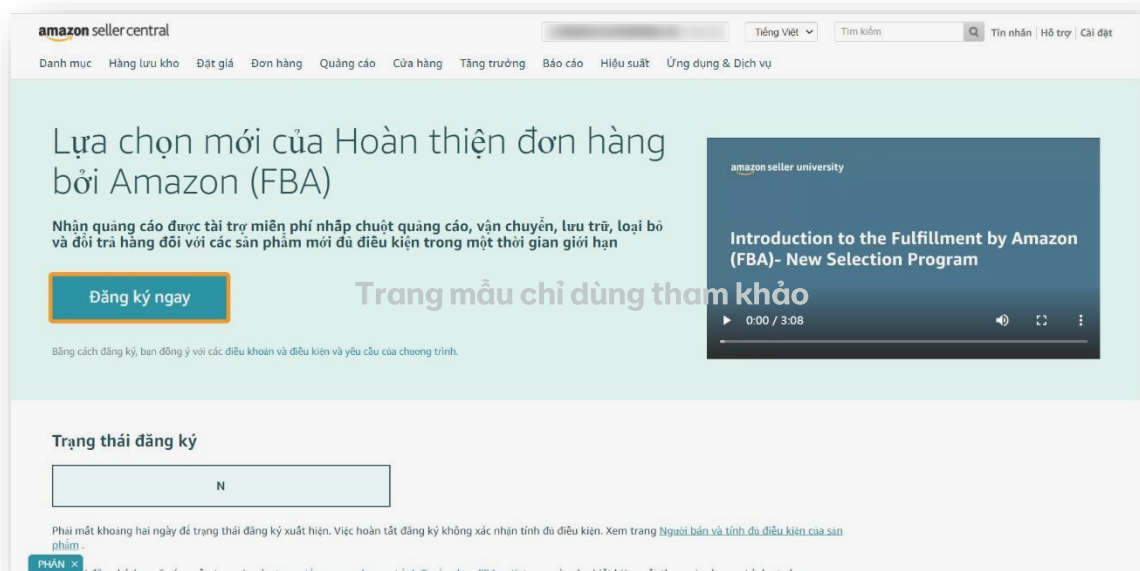 amazon seller central
Tiếng Việt
Tìm kiếm
Tin nhắn | Hỗ trợ | Cài đặt
Danh mục Hàng lưu kho Đặt giá Đơn hàng Quảng cáo Cửa hàng Tăng trưởng Báo cáo Hiệu suất Ứng dụng & Dịch vụ
Lựa chọn mới của Hoàn thiện đơn hàng
bởi Amazon (FBA)
Nhận quảng cáo được tài trợ miễn phí nhấp chuột quảng cáo, vận chuyển, lưu trữ, loại bỏ
và đổi trả hàng đối với các sản phẩm mới đủ điều kiện trong một thời gian giới hạn
Đăng ký ngay
Bằng cách đăng ký, bạn đồng ý với các điều khoản và điều kiện và yêu cầu của chương trình.
amazon seller university
Introduction to the Fulfillment by Amazon
(FBA)- New Selection Program
0:00 / 3:08
Trang mẫu chỉ dùng tham khảo
Trạng thái đăng ký
N
Phải mất khoảng hai ngày để trạng thái đăng ký xuất hiện. Việc hoàn tất đăng ký không xác nhận tính đủ điều kiện. Xem trang Người bán và tính đủ điều kiện của sản
phẩm .
PHÁN ×